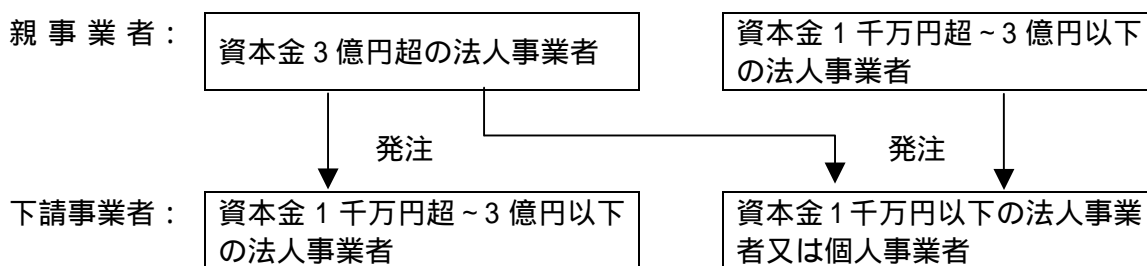 親事業者：
資本金３億円超の法人事業者
資本金１千万円超～３億円以下
の法人事業者
発注
発注
下請事業者：
資本金１千万円超～３億円以下
の法人事業者
資本金１千万円以下の法人事業
者又は個人事業者